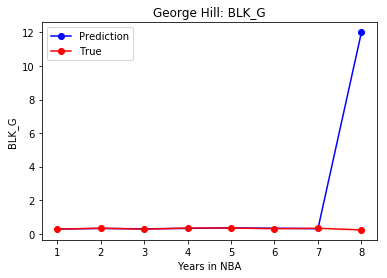 George Hill: BLK_G
Prediction
True
12
10
8
6
4
2
0
BLK_G
1 2 3 4 5 6 7 8
Years in NBA